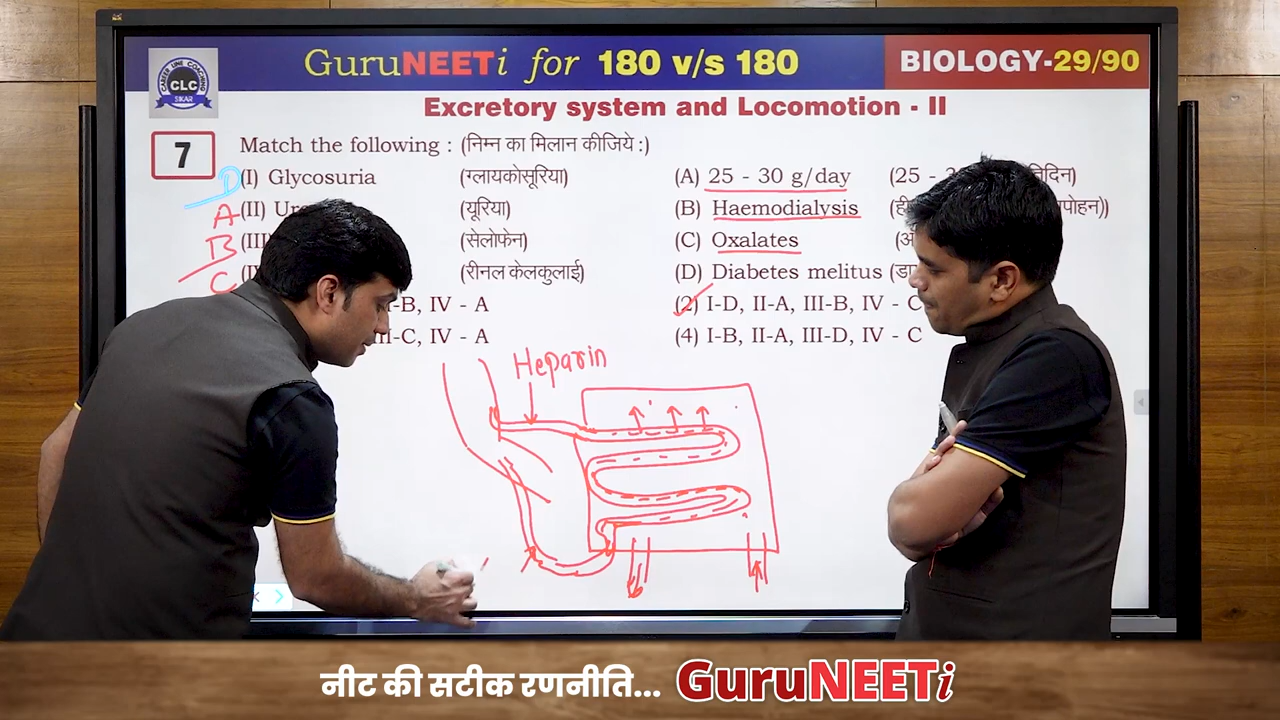 CAREER LINE COACHING
CLC
SIKAR
GuruNEETi for 180 v/s 180
BIOLOGY-29/90
Excretory system and Locomotion - II
7 Match the following : (निम्न का मिलान कीजिये :)
D (I) Glycosuria (ग्लायकोसूरिया) (A) 25 - 30 g/day (25 -
A (II) (यूरिया) (B) Haemodialysis
B (सेलोफेन) (C) Oxalates
C (रीनल केलकुलाई) (D) Diabetes melitus
-B, IV - A (2) I-D, II-A, III-B, IV - C
III-C, IV - A (4) I-B, II-A, III-D, IV - C
Heparin
नीट की सटीक रणनीति... GuruNEETi